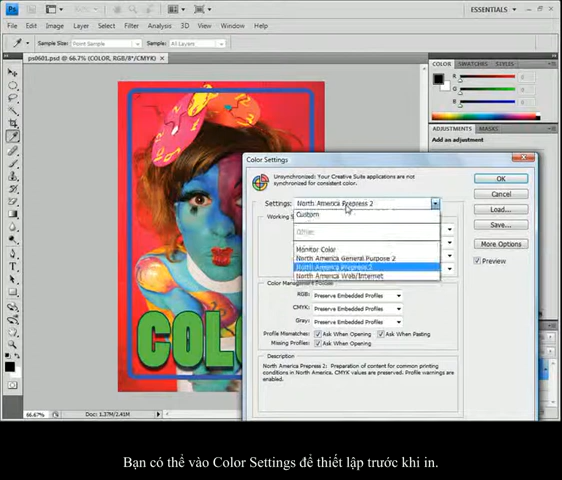 Ps
66.7%
ESSENTIALS
File Edit Image Layer Select Filter Analysis 3D View Window Help
Sample Size: Point Sample Sample: All Layers
ps0601.psd @ 66.7% (COLOR, RGB/8*/CMYK)
COLOR SWATCHES STYLES
R
G
B
ADJUSTMENTS MASKS
Add an adjustment
Color Settings
Unsynchronized: Your Creative Suite applications are not
synchronized for consistent color.
Settings: North America Prepress 2
Custom
Other
Monitor Color
North America General Purpose 2
North America Prepress 2
North America Web/Internet
Color Management Policies
RGB: Preserve Embedded Profiles
CMYK: Preserve Embedded Profiles
Gray: Preserve Embedded Profiles
Profile Mismatches: Ask When Opening Ask When Pasting
Missing Profiles: Ask When Opening
Description
North America Prepress 2: Preparation of content for common printing
conditions in North America. CMYK values are preserved. Profile warnings are
enabled.
OK
Cancel
Load...
Save...
More Options
Preview
COLO
66.67% Doc: 1.37M/2.41M
Bạn có thể vào Color Settings để thiết lập trước khi in.